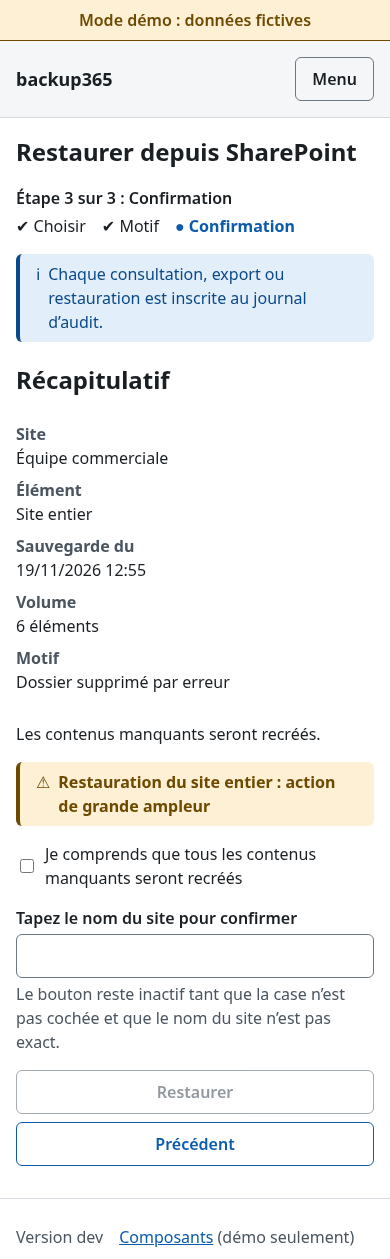 Mode démo : données fictives
backup365
Menu
Restaurer depuis SharePoint
Étape 3 sur 3 : Confirmation
✔ Choisir ✔ Motif ● Confirmation
i Chaque consultation, export ou
restauration est inscrite au journal
d’audit.
Récapitulatif
Site
Équipe commerciale
Élément
Site entier
Sauvegarde du
19/11/2026 12:55
Volume
6 éléments
Motif
Dossier supprimé par erreur
Les contenus manquants seront recréés.
⚠ Restauration du site entier : action
de grande ampleur
Je comprends que tous les contenus
manquants seront recréés
Tapez le nom du site pour confirmer
Le bouton reste inactif tant que la case n’est
pas cochée et que le nom du site n’est pas
exact.
Restaurer
Précédent
Version dev Composants (démo seulement)